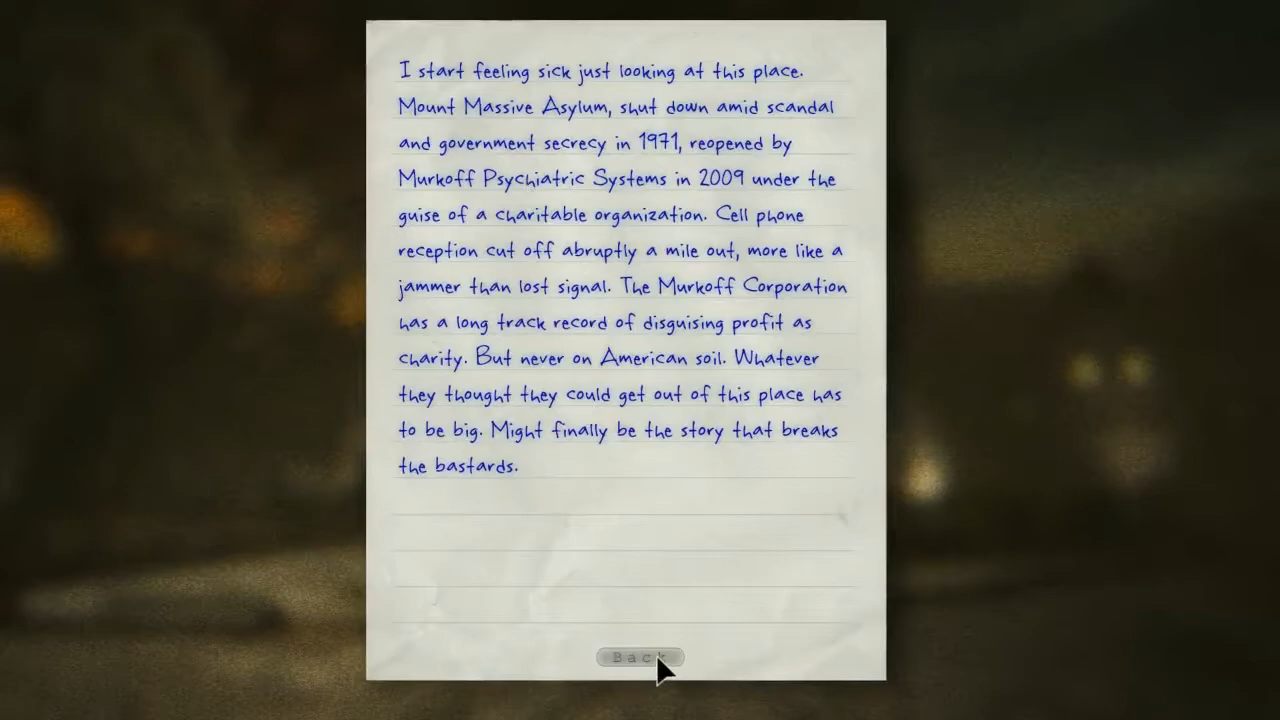 I start feeling sick just looking at this place.
Mount Massive Asylum, shut down amid scandal
and government secrecy in 1971, reopened by
Murkoff Psychiatric Systems in 2009 under the
guise of a charitable organization. Cell phone
reception cut off abruptly a mile out, more like a
jammer than lost signal. The Murkoff Corporation
has a long track record of disguising profit as
charity. But never on American soil. Whatever
they thought they could get out of this place has
to be big. Might finally be the story that breaks
the bastards.
Back